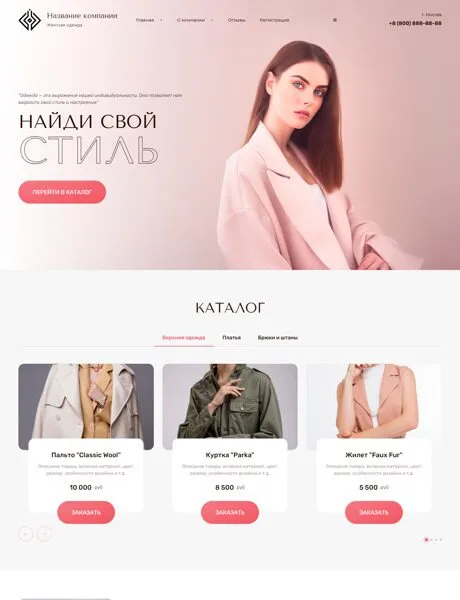 Название компании
Женская одежда
Главная
О компании
Отзывы
Регистрация
г. Москва
+8 (800) 888-88-88
"Одежда — это выражение нашей индивидуальности. Она позволяет нам
выразить свой стиль и настроение"
НАЙДИ СВОЙ
СТИЛЬ
ПЕРЕЙТИ В КАТАЛОГ
КАТАЛОГ
Верхняя одежда
Платья
Брюки и штаны
Пальто "Classic Wool"
Описание товара, включая материал, цвет,
размер, особенности дизайна и т.д.
10 000 руб
ЗАКАЗАТЬ
Куртка "Parka"
Описание товара, включая материал, цвет,
размер, особенности дизайна и т.д.
8 500 руб
ЗАКАЗАТЬ
Жилет "Faux Fur"
Описание товара, включая материал, цвет,
размер, особенности дизайна и т.д.
5 500 руб
ЗАКАЗАТЬ